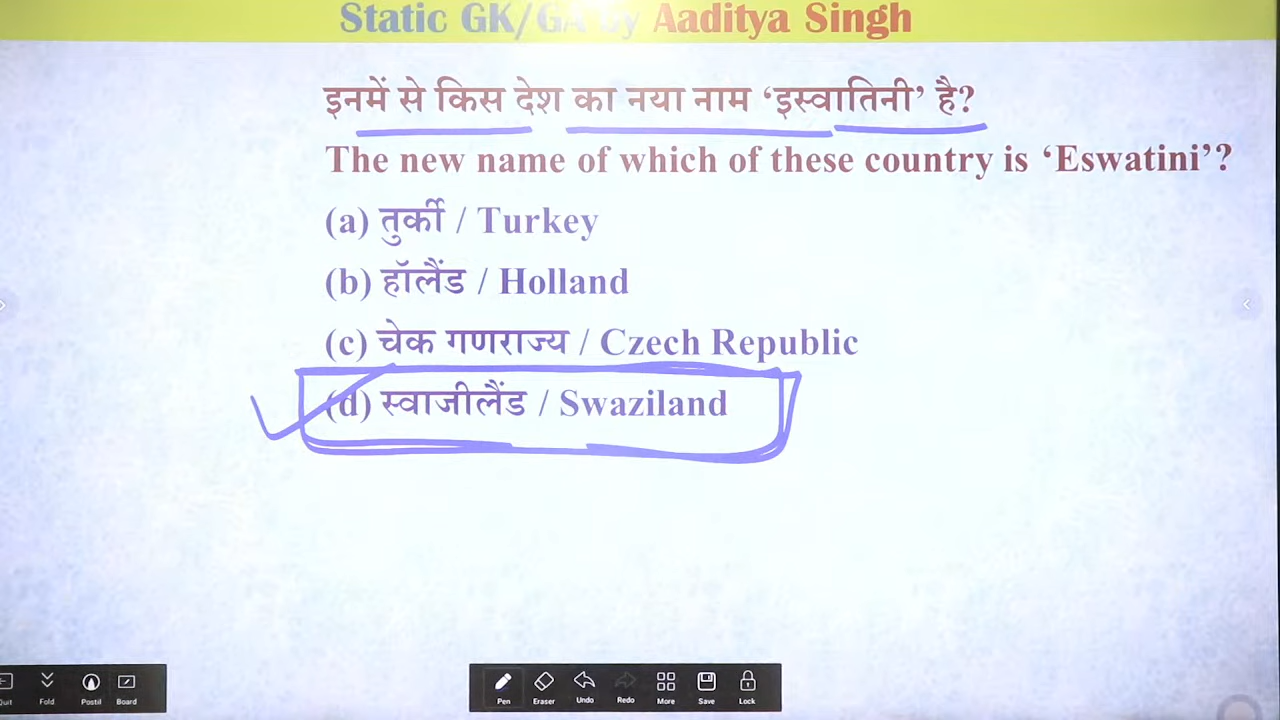 Static GK/GA by Aaditya Singh
इनमें से किस देश का नया नाम ‘इस्वातिनी’ है?
The new name of which of these country is ‘Eswatini’?
(a) तुर्की / Turkey
(b) हॉलैंड / Holland
(c) चेक गणराज्य / Czech Republic
(d) स्वाजीलैंड / Swaziland
Quit Fold Postil Board Pen Eraser Undo Redo More Save Lock